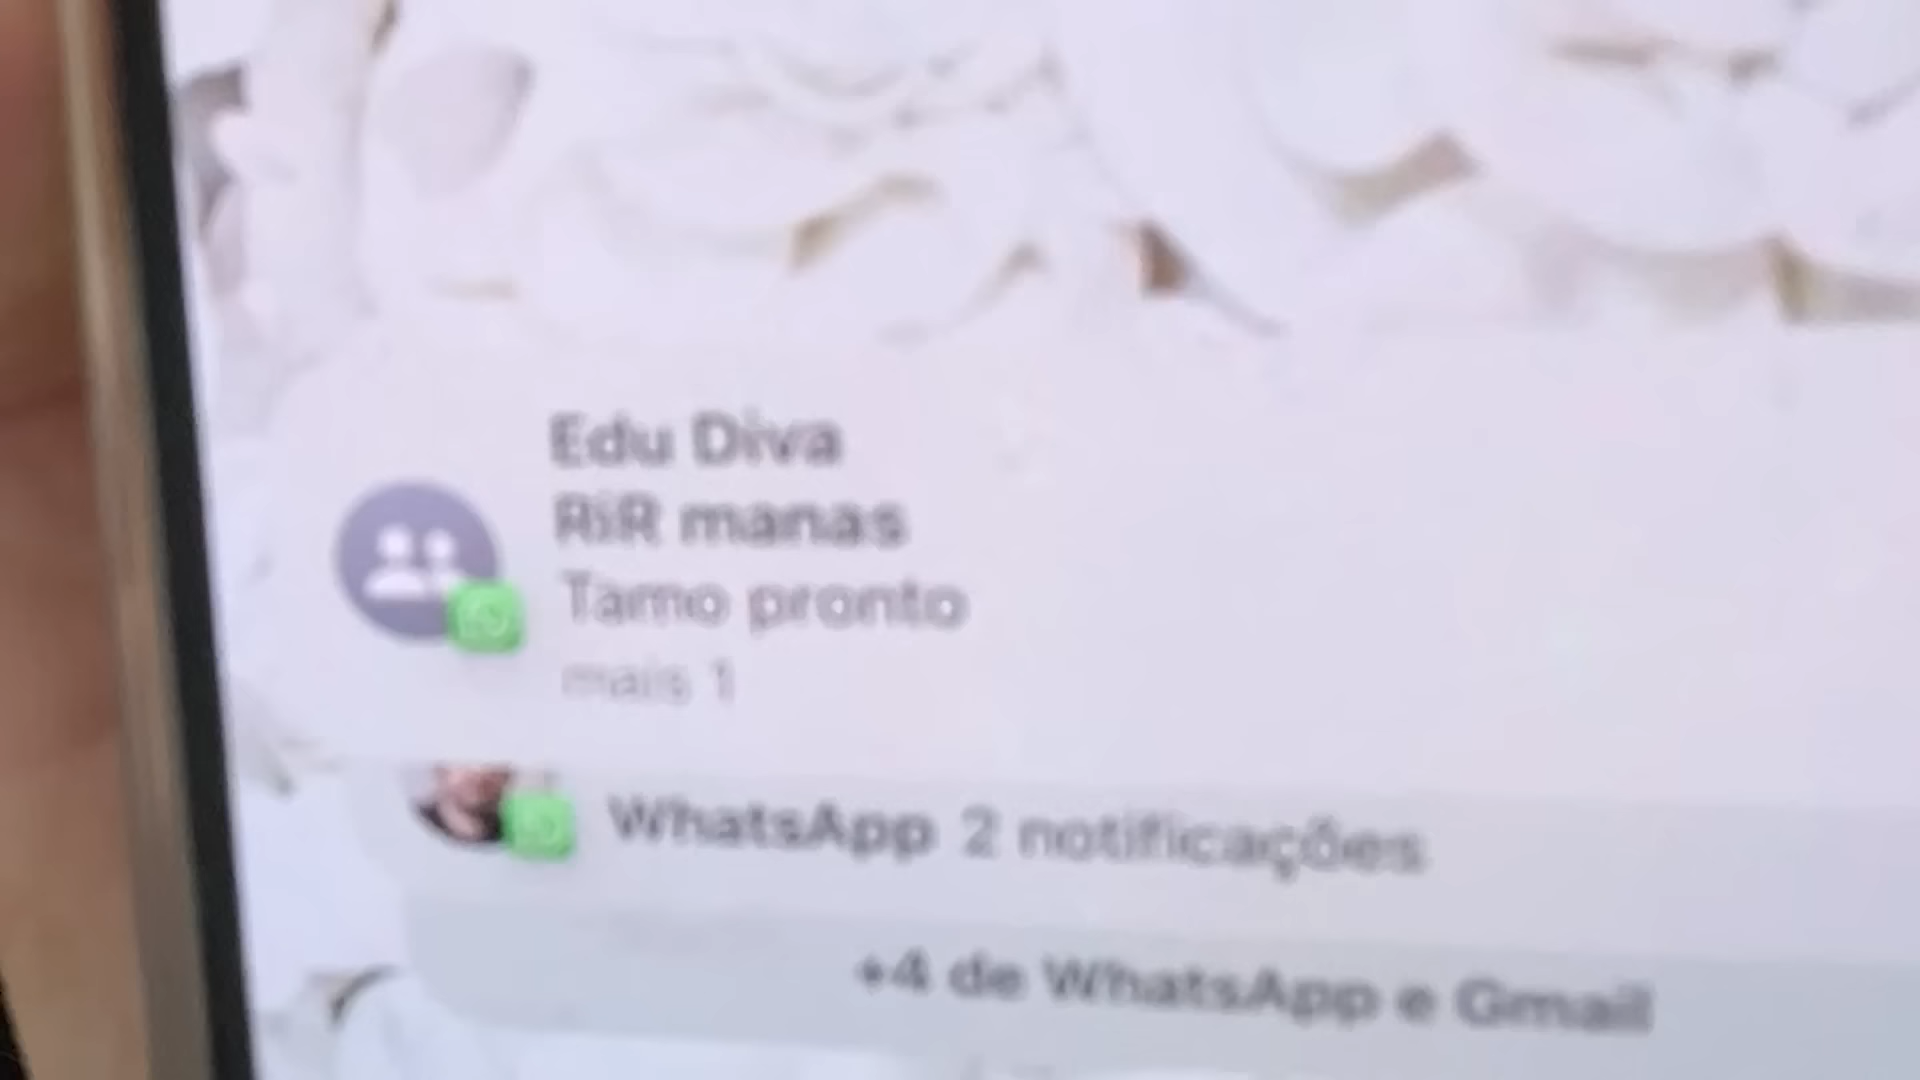 Edu Diva
RiR manas
Tamo pronto
mais 1
WhatsApp 2 notificações
+4 de WhatsApp e Gmail